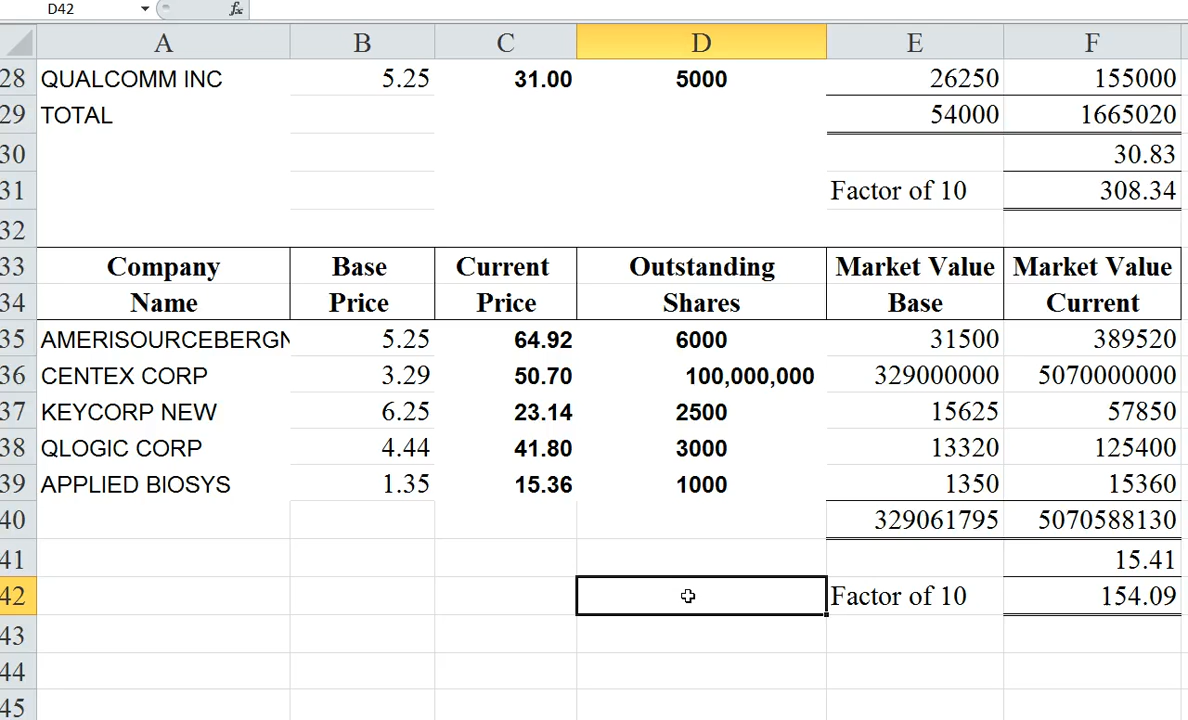 D42 fx
A B C D E F
28 QUALCOMM INC 5.25 31.00 5000 26250 155000
29 TOTAL 54000 1665020
30 30.83
31 Factor of 10 308.34
32
33 Company Base Current Outstanding Market Value Market Value
34 Name Price Price Shares Base Current
35 AMERISOURCEBERGN 5.25 64.92 6000 31500 389520
36 CENTEX CORP 3.29 50.70 100,000,000 329000000 5070000000
37 KEYCORP NEW 6.25 23.14 2500 15625 57850
38 QLOGIC CORP 4.44 41.80 3000 13320 125400
39 APPLIED BIOSYS 1.35 15.36 1000 1350 15360
40 329061795 5070588130
41 15.41
42 Factor of 10 154.09
43
44
45